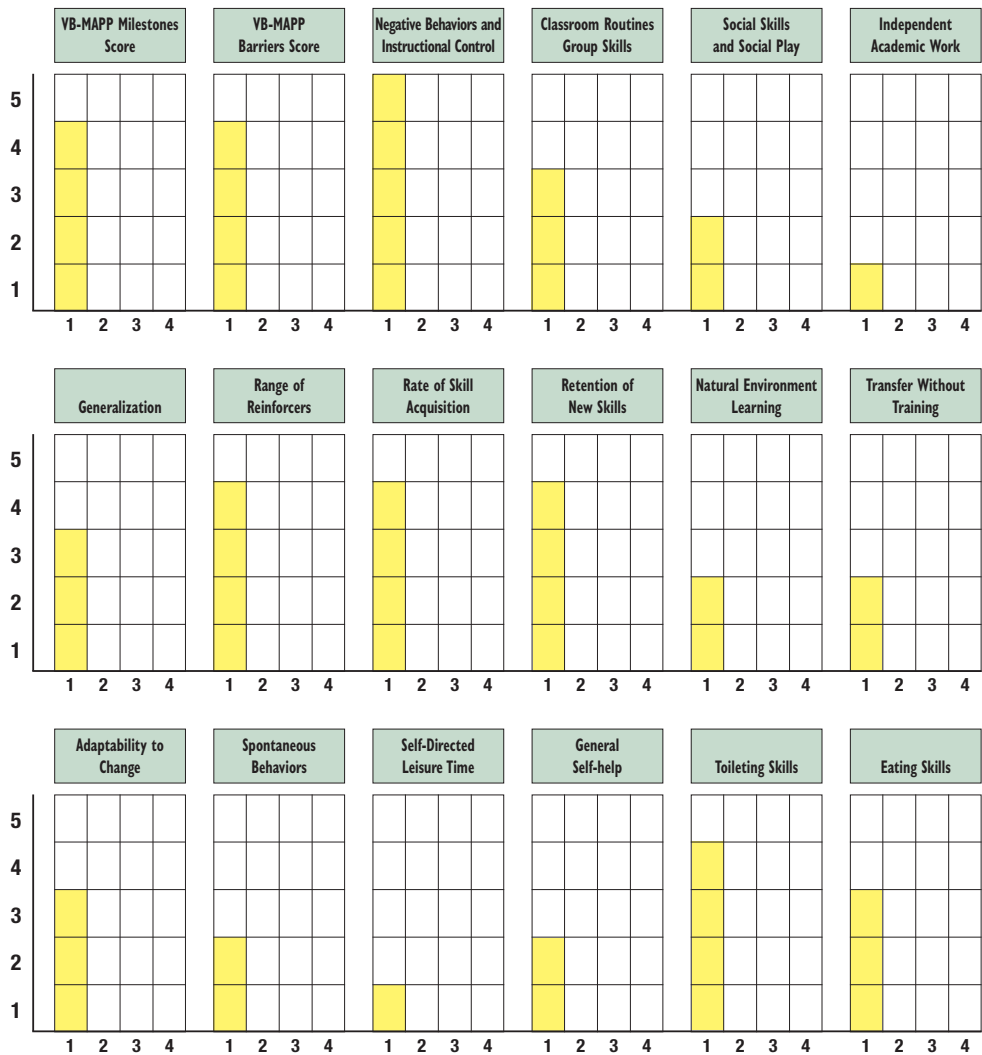 VB-MAPP Milestones
Score
VB-MAPP
Barriers Score
Negative Behaviors and
Instructional Control
Classroom Routines
Group Skills
Social Skills
and Social Play
Independent
Academic Work
5
4
3
2
1
1 2 3 4 1 2 3 4 1 2 3 4 1 2 3 4 1 2 3 4 1 2 3 4
Generalization
Range of
Reinforcers
Rate of Skill
Acquisition
Retention of
New Skills
Natural Environment
Learning
Transfer Without
Training
5
4
3
2
1
1 2 3 4 1 2 3 4 1 2 3 4 1 2 3 4 1 2 3 4 1 2 3 4
Adaptability to
Change
Spontaneous
Behaviors
Self-Directed
Leisure Time
General
Self-help
Toileting Skills
Eating Skills
5
4
3
2
1
1 2 3 4 1 2 3 4 1 2 3 4 1 2 3 4 1 2 3 4 1 2 3 4